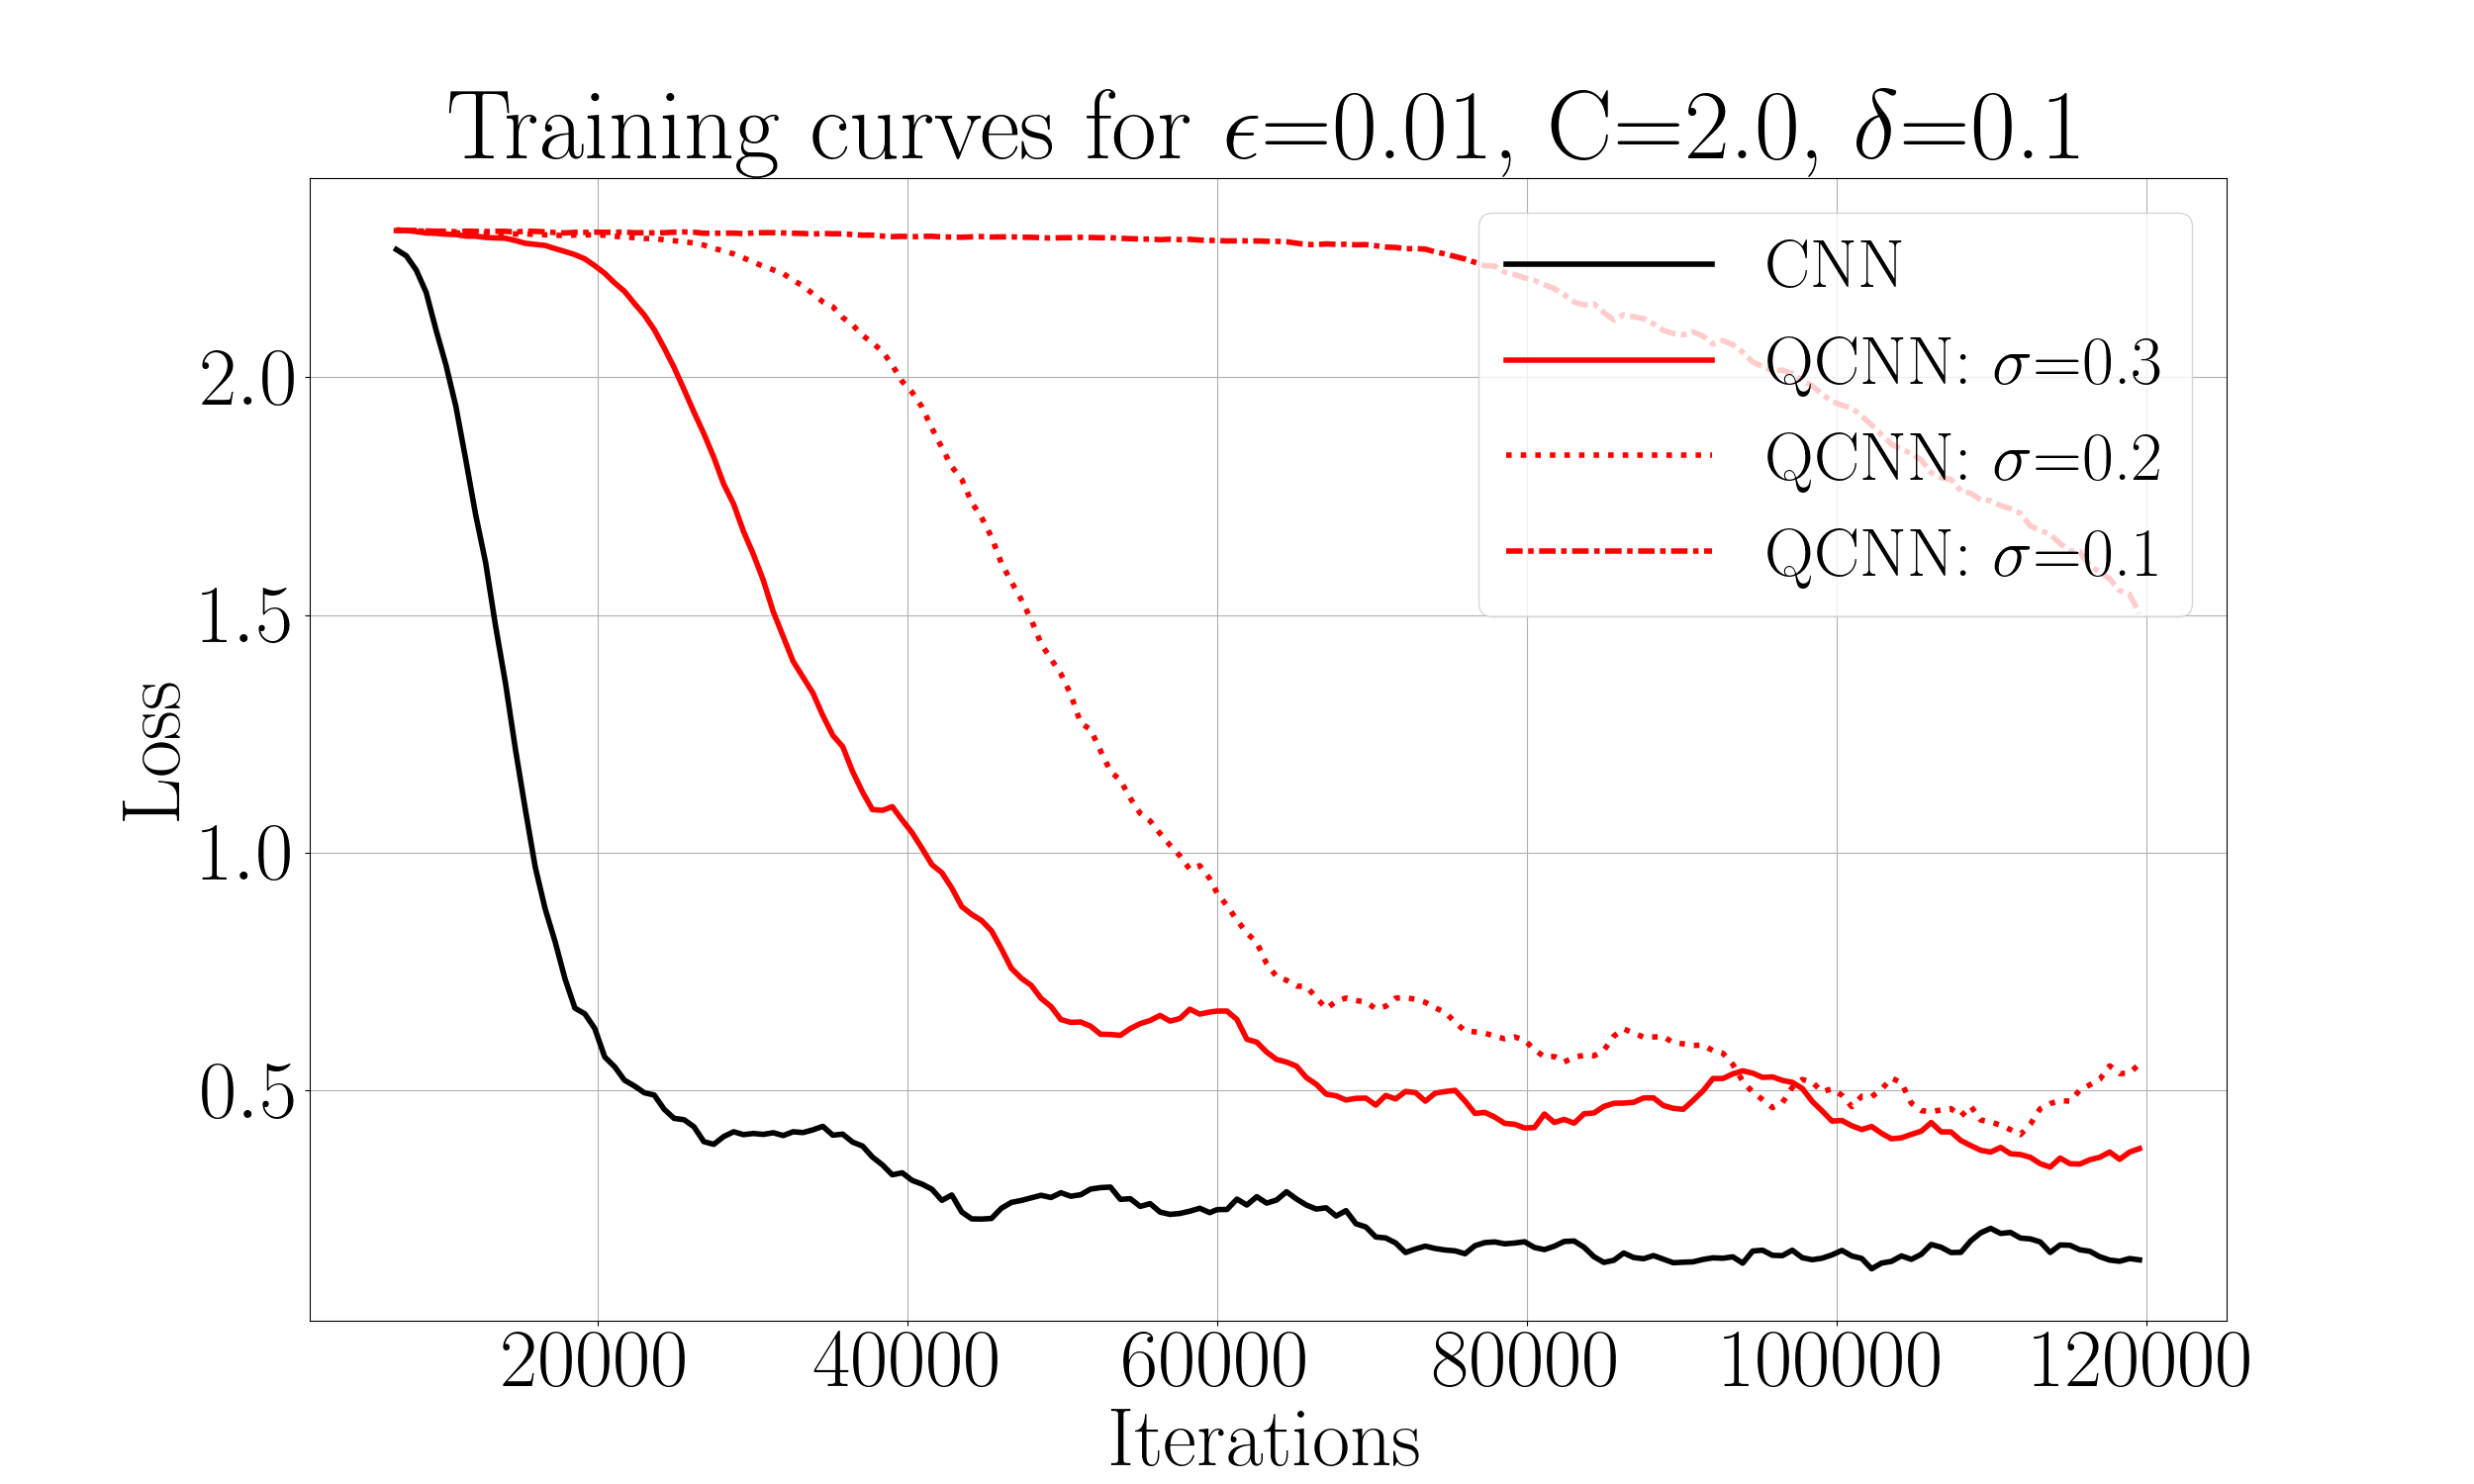 Training curves for ϵ=0.01, C=2.0, δ=0.1
CNN
QCNN: σ=0.3
QCNN: σ=0.2
QCNN: σ=0.1
2.0
1.5
1.0
0.5
Loss
20000 40000 60000 80000 100000 120000
Iterations